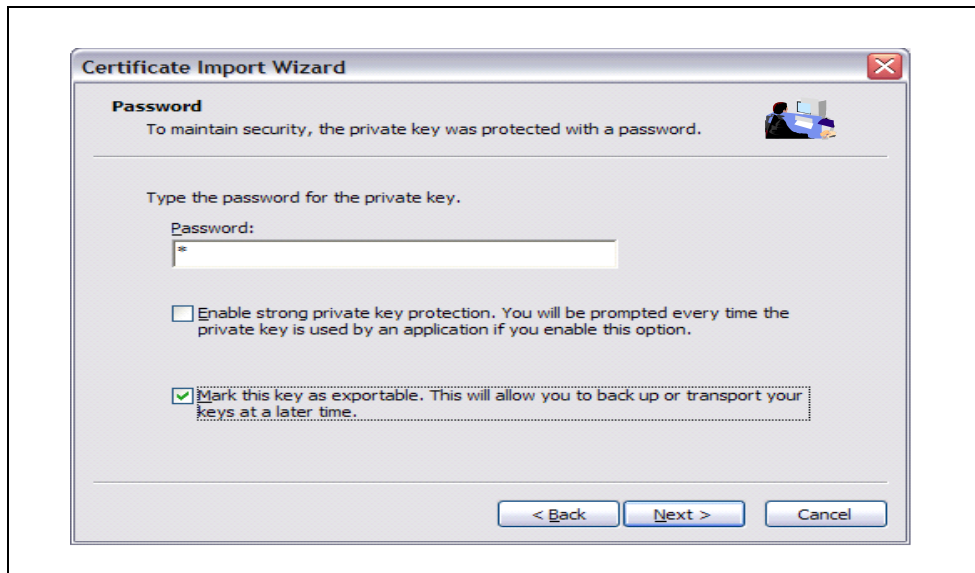 Certificate Import Wizard
Password
To maintain security, the private key was protected with a password.
Type the password for the private key.
Password:
*
Enable strong private key protection. You will be prompted every time the
private key is used by an application if you enable this option.
Mark this key as exportable. This will allow you to back up or transport your
keys at a later time.
< Back
Next >
Cancel